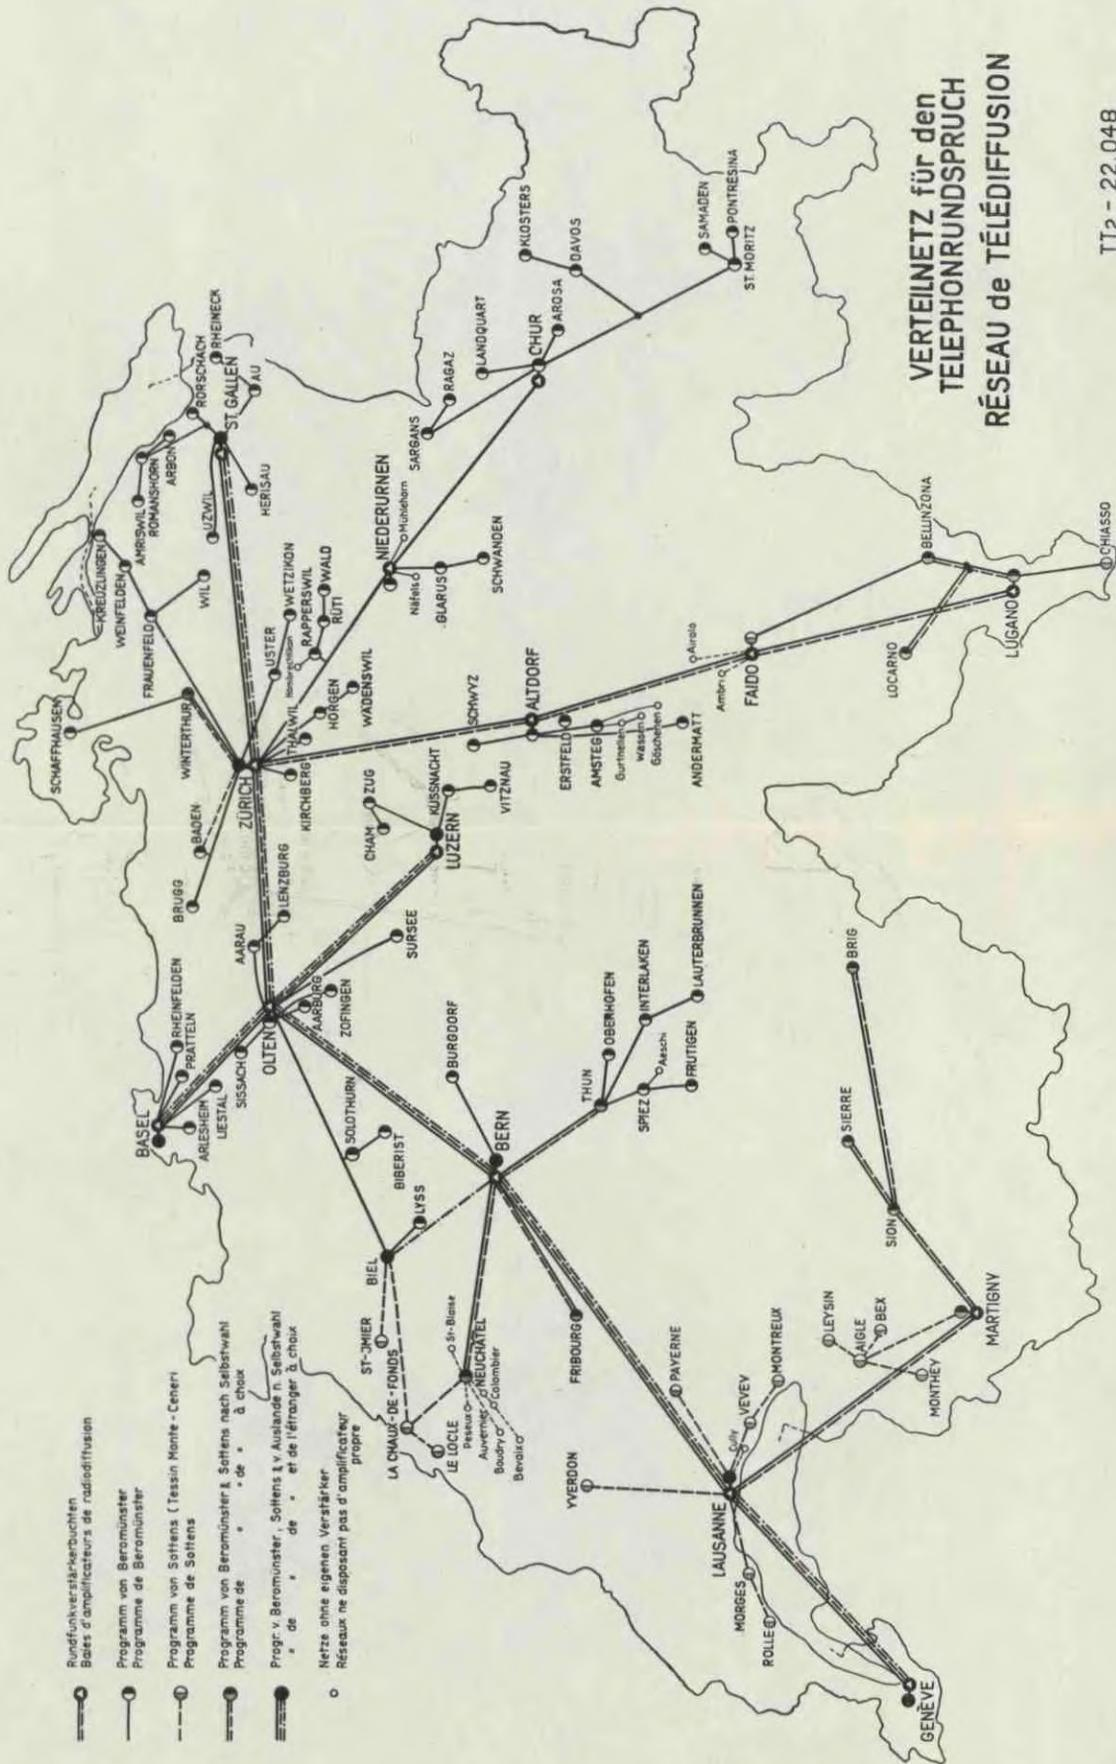 VERTEILNETZ für den
TELEPHONRUNDSPRUCH
RÉSEAU de TÉLÉDIFFUSION
TT2 - 22.048
Rundfunkverstärkerbuchten
Baies d'amplificateurs de radiodiffusion
Programm von Beromünster
Programme de Beromünster
Programm von Sottens (Tessin Monte-Ceneri
Programme de Sottens
Programm von Beromünster & Sottens nach Selbstwahl
Programme de " " de " à choix
Progr. v. Beromünster, Sottens & v. Auslande n. Selbstwahl
" de " de " et de l'étranger à choix
Netze ohne eigenen Verstärker
Réseaux ne disposant pas d'amplificateur
propre
SCHAFFHAUSEN
KREUZLINGEN
WEINFELDEN
FRAUENFELD
WIL
AMRISWIL
ROMANSHORN
ARBON
RORSCHACH
RHEINECK
ST. GALLEN
AU
UZWIL
HERISAU
WINTERTHUR
BADEN
BRUGG
ZÜRICH
USTER
WETZIKON
Hombrechtikon
RAPPERSWIL
RÜTI
WALD
THALWIL
HORGEN
WÄDENSWIL
KIRCHBERG
NIEDERURNEN
Mühlehorn
Näfels
GLARUS
SCHWANDEN
SARGANS
RAGAZ
LANDQUART
CHUR
AROSA
KLOSTERS
DAVOS
SAMADEN
PONTRESINA
ST. MORITZ
BASEL
RHEINFELDEN
PRATTELN
ARLESHEIM
LIESTAL
SISSACH
OLTEN
AARAU
LENZBURG
AARBURG
ZOFINGEN
SURSEE
LUZERN
CHAM
ZUG
KÜSSNACHT
VITZNAU
SCHWYZ
ALTDORF
ERSTFELD
AMSTEG
Gurtnellen
Wassen
Göschenen
ANDERMATT
Airolo
Ambri
FAIDO
BELLINZONA
LOCARNO
LUGANO
CHIASSO
SOLOTHURN
BIBERIST
BIEL
LYSS
ST-JMIER
LA CHAUX-DE-FONDS
LE LOCLE
St-Blaise
NEUCHÂTEL
Peseux
Auvernier
Colombier
Boudry
Bevaix
BURGDORF
BERN
THUN
OBERHOFEN
INTERLAKEN
LAUTERBRUNNEN
SPIEZ
Aeschi
FRUTIGEN
FRIBOURG
PAYERNE
YVERDON
LAUSANNE
Cully
VEVEY
MONTREUX
MORGES
ROLLE
GENÈVE
LEYSIN
AIGLE
BEX
MONTHEY
MARTIGNY
SION
SIERRE
BRIG